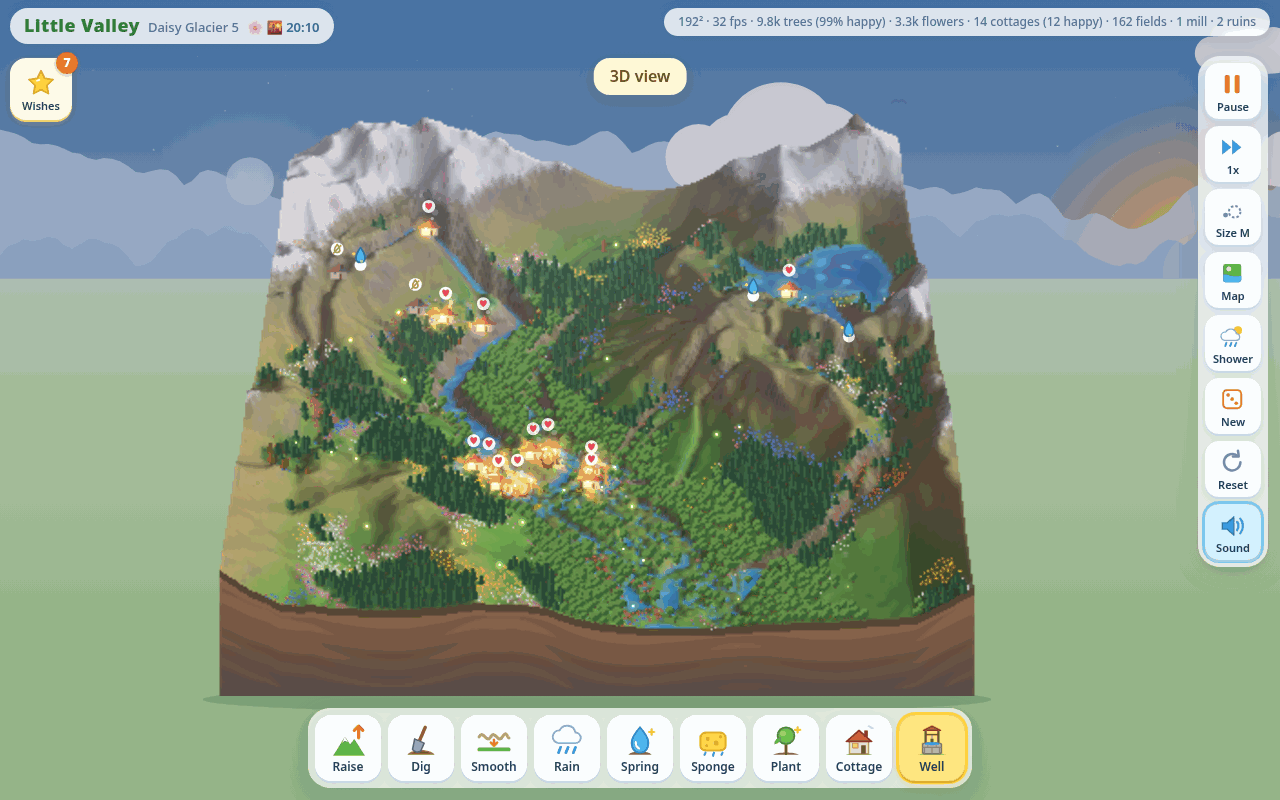 Little Valley Daisy Glacier 5 20:10
192² · 32 fps · 9.8k trees (99% happy) · 3.3k flowers · 14 cottages (12 happy) · 162 fields · 1 mill · 2 ruins
7
Wishes
3D view
Pause
1x
Size M
Map
Shower
New
Reset
Sound
Raise
Dig
Smooth
Rain
Spring
Sponge
Plant
Cottage
Well